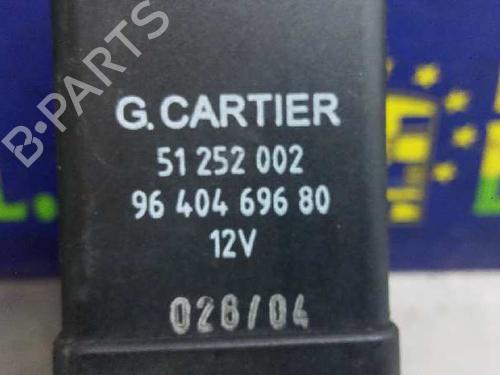 B-PARTS
G. CARTIER
51 252 002
96 404 696 80
12V
026/04